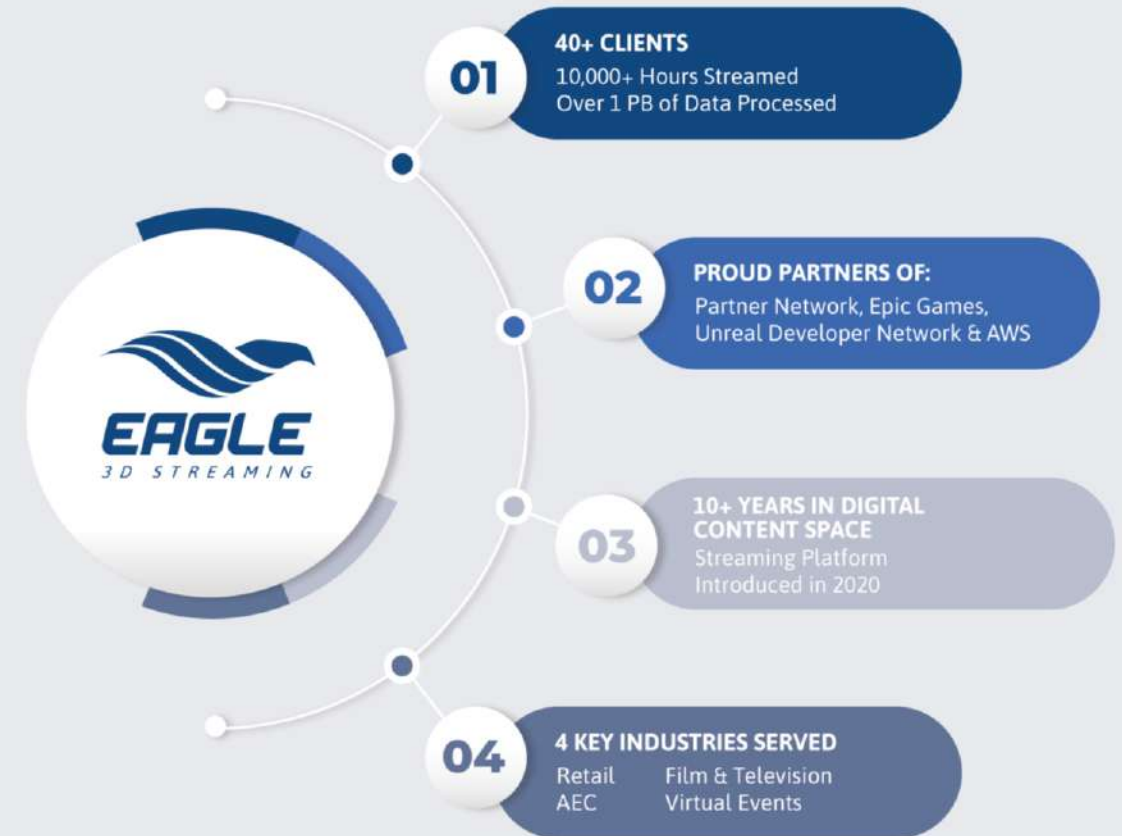 EAGLE
3D STREAMING
01
40+ CLIENTS
10,000+ Hours Streamed
Over 1 PB of Data Processed
02
PROUD PARTNERS OF:
Partner Network, Epic Games,
Unreal Developer Network & AWS
03
10+ YEARS IN DIGITAL
CONTENT SPACE
Streaming Platform
Introduced in 2020
04
4 KEY INDUSTRIES SERVED
Retail Film & Television
AEC Virtual Events